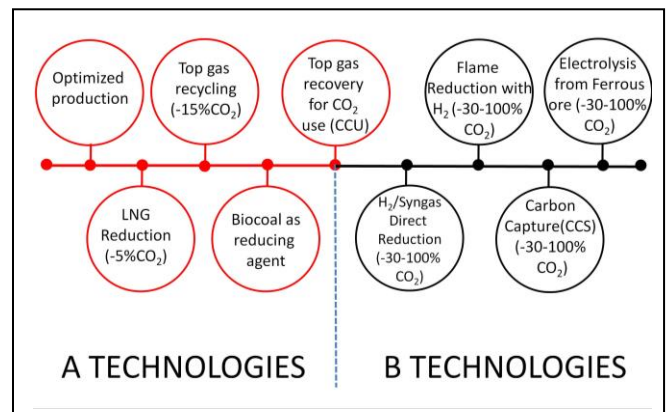 Optimized
production
LNG
Reduction
(-5%CO₂)
Top gas
recycling
(-15%CO₂)
Biocoal as
reducing
agent
Top gas
recovery
for CO₂
use (CCU)
H₂/Syngas
Direct
Reduction
(-30-100%
CO₂)
Flame
Reduction with
H₂ (-30-100%
CO₂)
Carbon
Capture(CCS)
(-30-100%
CO₂)
Electrolysis
from Ferrous
ore (-30-100%
CO₂)
A TECHNOLOGIES
B TECHNOLOGIES